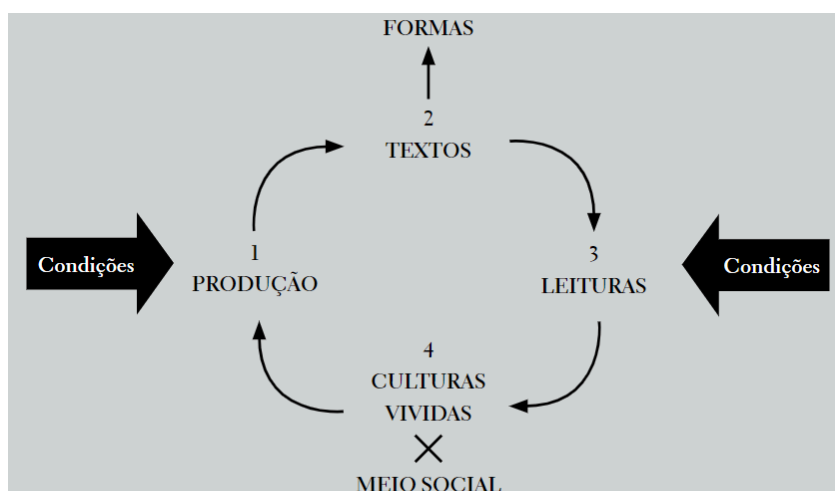 FORMAS
2
TEXTOS
Condições
1
PRODUÇÃO
3
LEITURAS
Condições
4
CULTURAS
VIVIDAS
MEIO SOCIAL